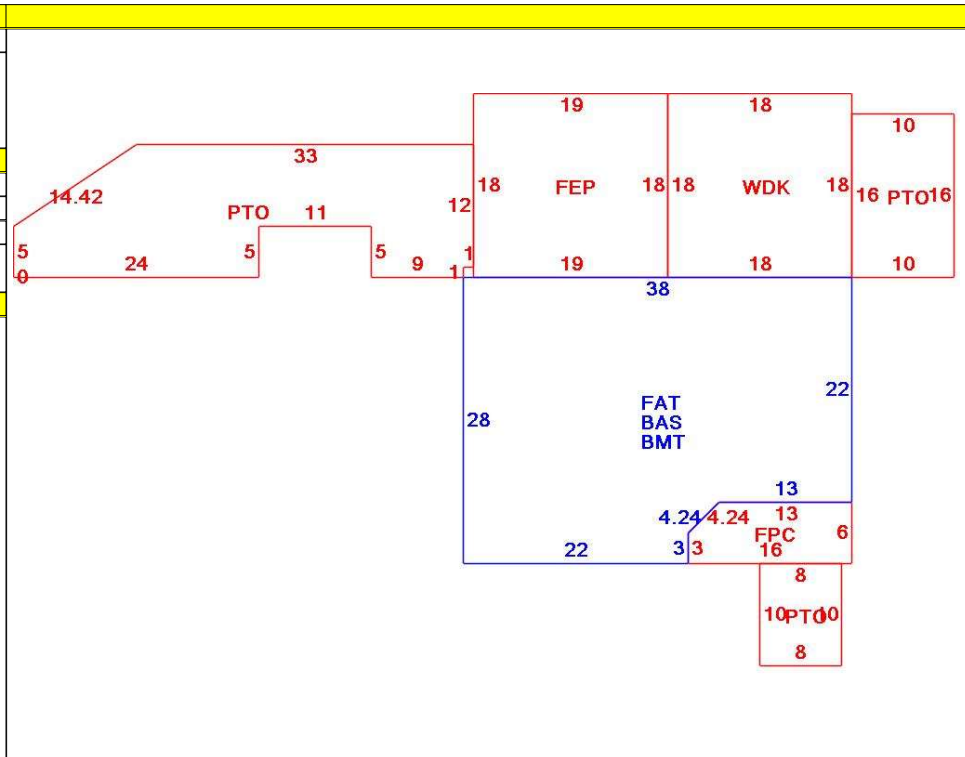 19 18
10
33
14.42 18 FEP 18 18 WDK 18 16 PTO 16
PTO 11 12
5 5 5 1
0 24 9 1 19 18 10
38
28 22
FAT
BAS
BMT
13
4.24 4.24 13
FPC 6
22 3 3 16
8
10 PTO 10
8